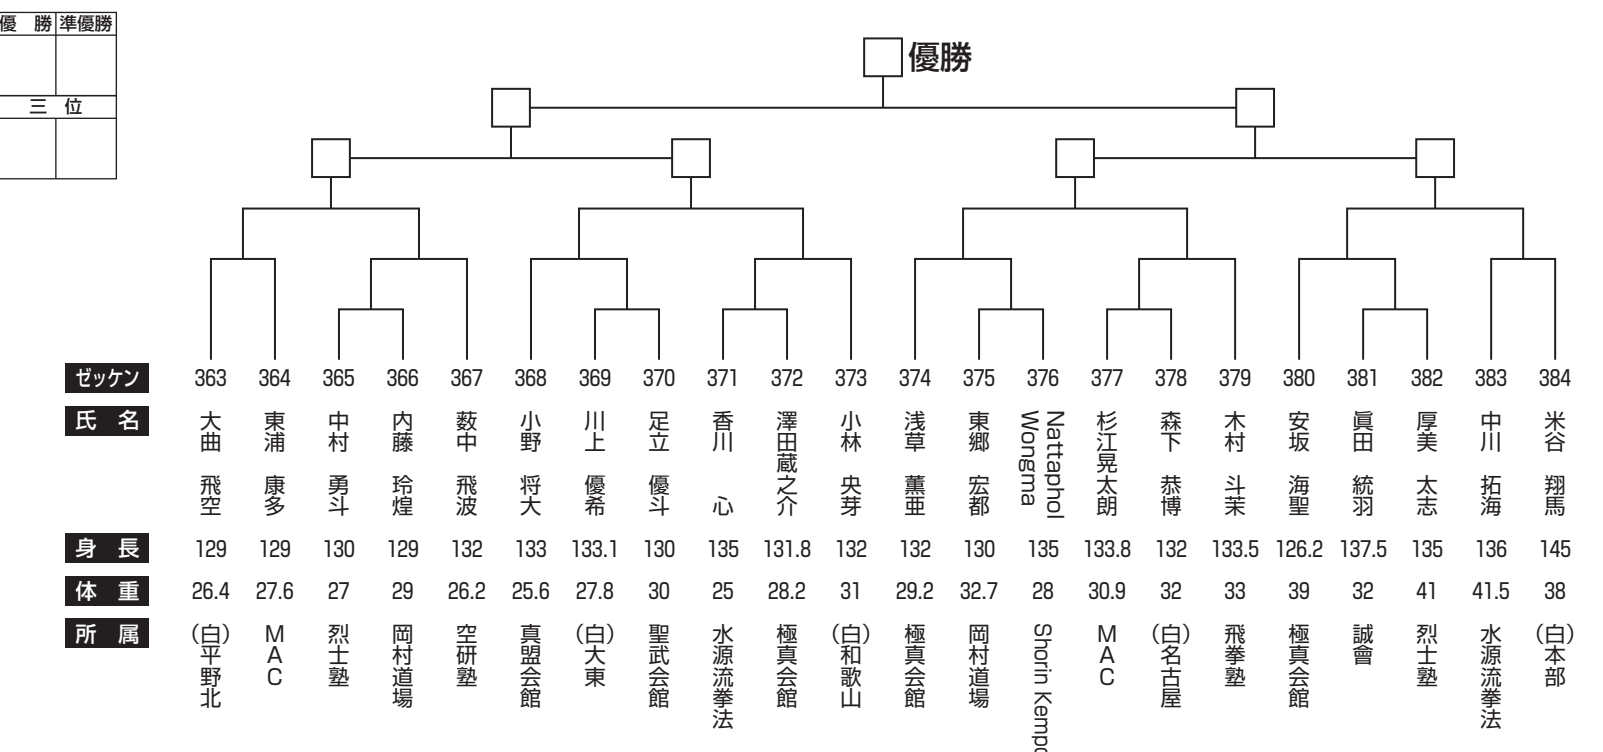 優 勝 準優勝
三 位
優勝
ゼッケン 363 364 365 366 367 368 369 370 371 372 373 374 375 376 377 378 379 380 381 382 383 384
氏 名 大曲 飛空 東浦 康多 中村 勇斗 内藤 玲煌 薮中 飛波 小野 将大 川上 優希 足立 優斗 香川 心 澤田蔵之介 小林 央芽 浅草 薫亜 東郷 宏都 Nattaphol Wongma 杉江晃太朗 森下 恭博 木村 斗茉 安坂 海聖 眞田 統羽 厚美 太志 中川 拓海 米谷 翔馬
身 長 129 129 130 129 132 133 133.1 130 135 131.8 132 132 130 135 133.8 132 133.5 126.2 137.5 135 136 145
体 重 26.4 27.6 27 29 26.2 25.6 27.8 30 25 28.2 31 29.2 32.7 28 30.9 32 33 39 32 41 41.5 38
所 属 (白)平野北 MAC 烈士塾 岡村道場 空研塾 真盟会館 (白)大東 聖武会館 水源流拳法 極真会館 (白)和歌山 極真会館 岡村道場 Shorin Kempo MAC (白)名古屋 飛拳塾 極真会館 誠會 烈士塾 水源流拳法 (白)本部